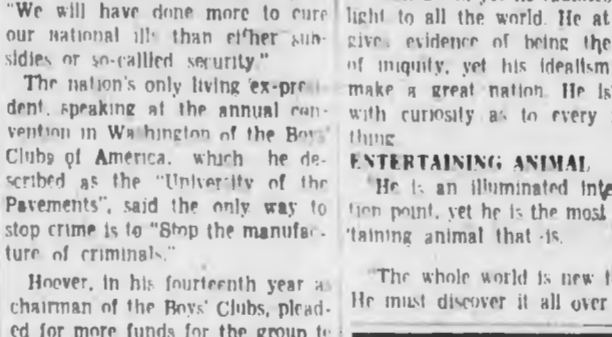 "We will have done more to cure
our national ills than either sub-
sidies or so-callled security."
The nation's only living ex-presi-
dent, speaking at the annual con-
vention in Washington of the Boys'
Clubs of America, which he de-
scribed as the "University of the
Pavements", said the only way to
stop crime is to "Stop the manufac-
ture of criminals."
Hoover, in his fourteenth year as
chairman of the Boys' Clubs, plead-
ed for more funds for the group to
light to all the world. He at
gives evidence of being the
of iniquity, yet his idealism
make a great nation. He is
with curiosity as to every
thing
ENTERTAINING ANIMAL
"He is an illuminated inte
tion point, yet he is the most
taining animal that is.
"The whole world is new t
He must discover it all over